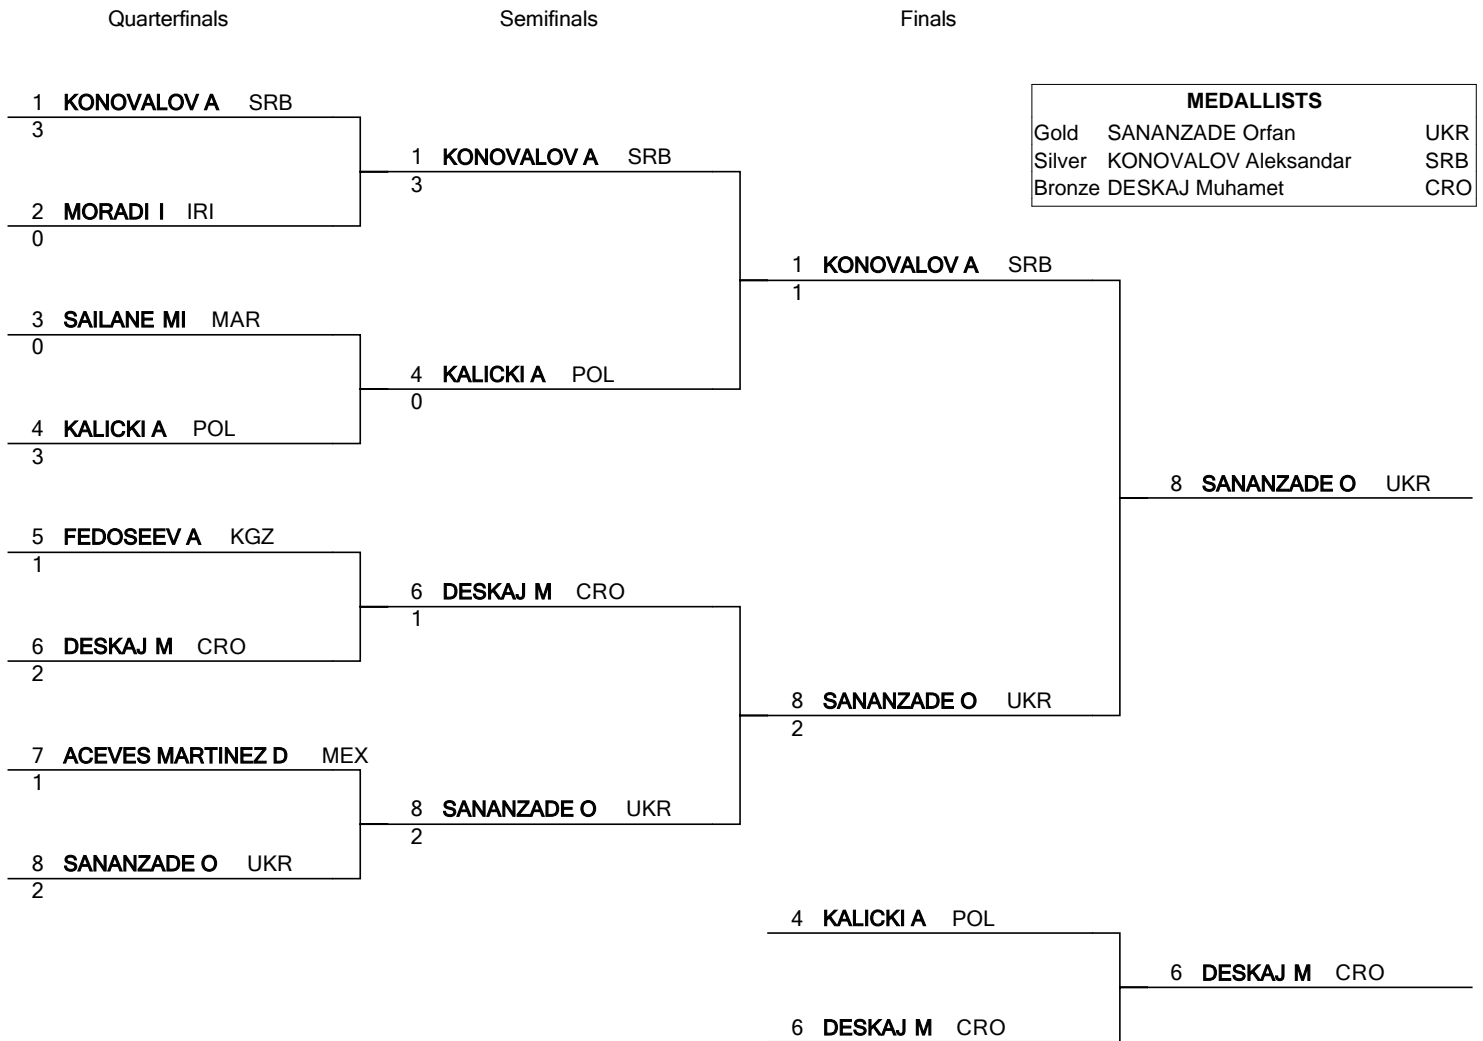 Quarterfinals Semifinals Finals
MEDALLISTS
Gold SANANZADE Orfan UKR
Silver KONOVALOV Aleksandar SRB
Bronze DESKAJ Muhamet CRO
1 KONOVALOV A SRB
3
2 MORADI I IRI
0
3 SAILANE MI MAR
0
4 KALICKI A POL
3
5 FEDOSEEV A KGZ
1
6 DESKAJ M CRO
2
7 ACEVES MARTINEZ D MEX
1
8 SANANZADE O UKR
2
1 KONOVALOV A SRB
3
4 KALICKI A POL
0
6 DESKAJ M CRO
1
8 SANANZADE O UKR
2
1 KONOVALOV A SRB
1
8 SANANZADE O UKR
2
8 SANANZADE O UKR
4 KALICKI A POL
6 DESKAJ M CRO
6 DESKAJ M CRO